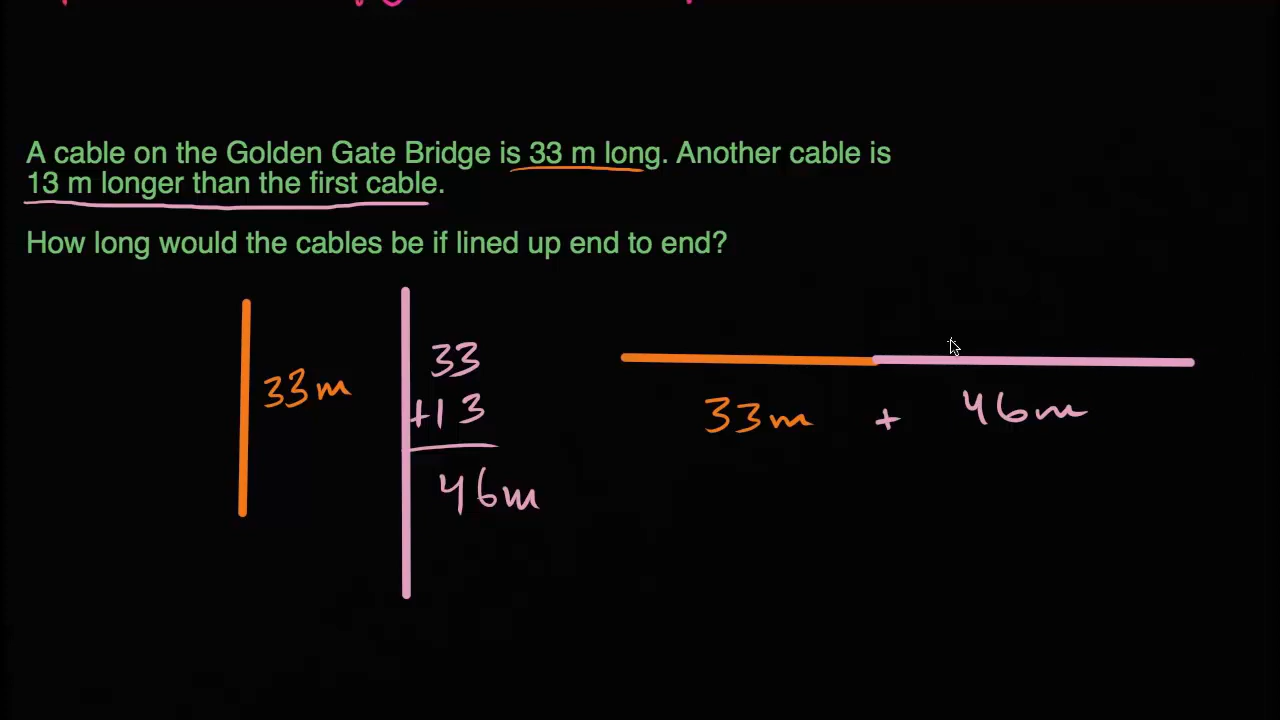 A cable on the Golden Gate Bridge is 33 m long. Another cable is
13 m longer than the first cable.
How long would the cables be if lined up end to end?
33m
33
+13
46m
33m + 46m